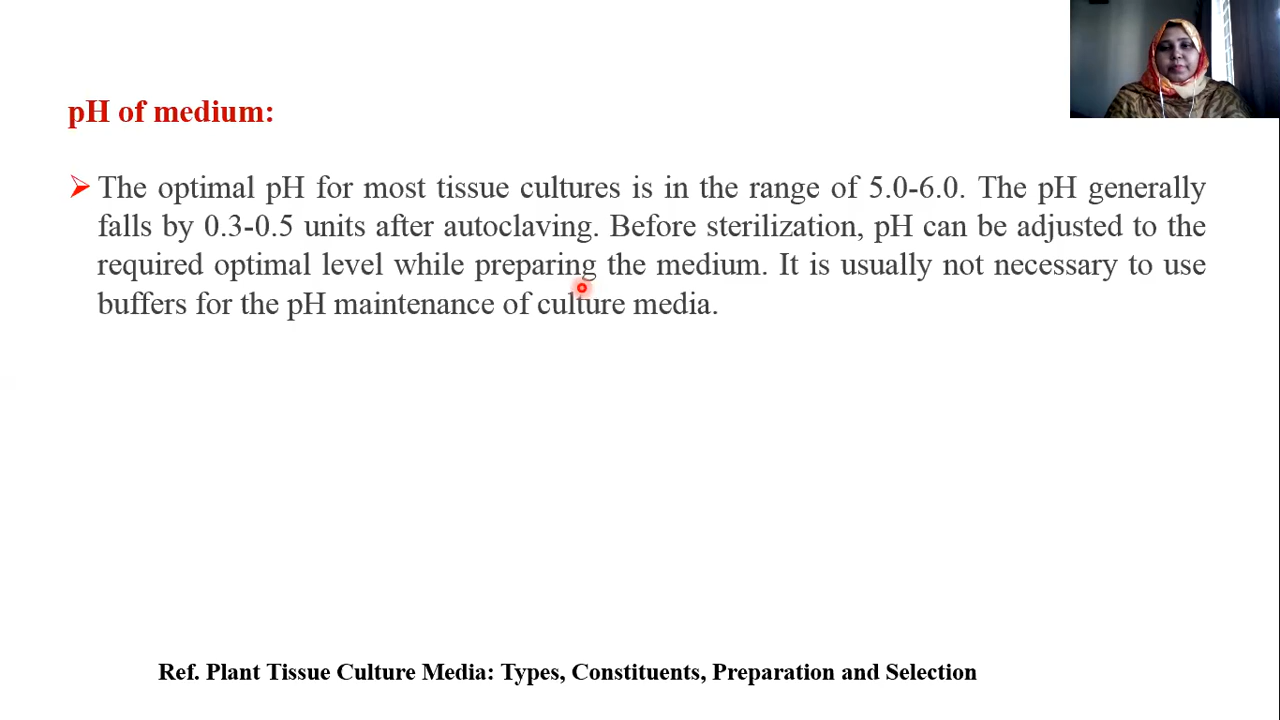 pH of medium:
➢ The optimal pH for most tissue cultures is in the range of 5.0-6.0. The pH generally
falls by 0.3-0.5 units after autoclaving. Before sterilization, pH can be adjusted to the
required optimal level while preparing the medium. It is usually not necessary to use
buffers for the pH maintenance of culture media.
Ref. Plant Tissue Culture Media: Types, Constituents, Preparation and Selection